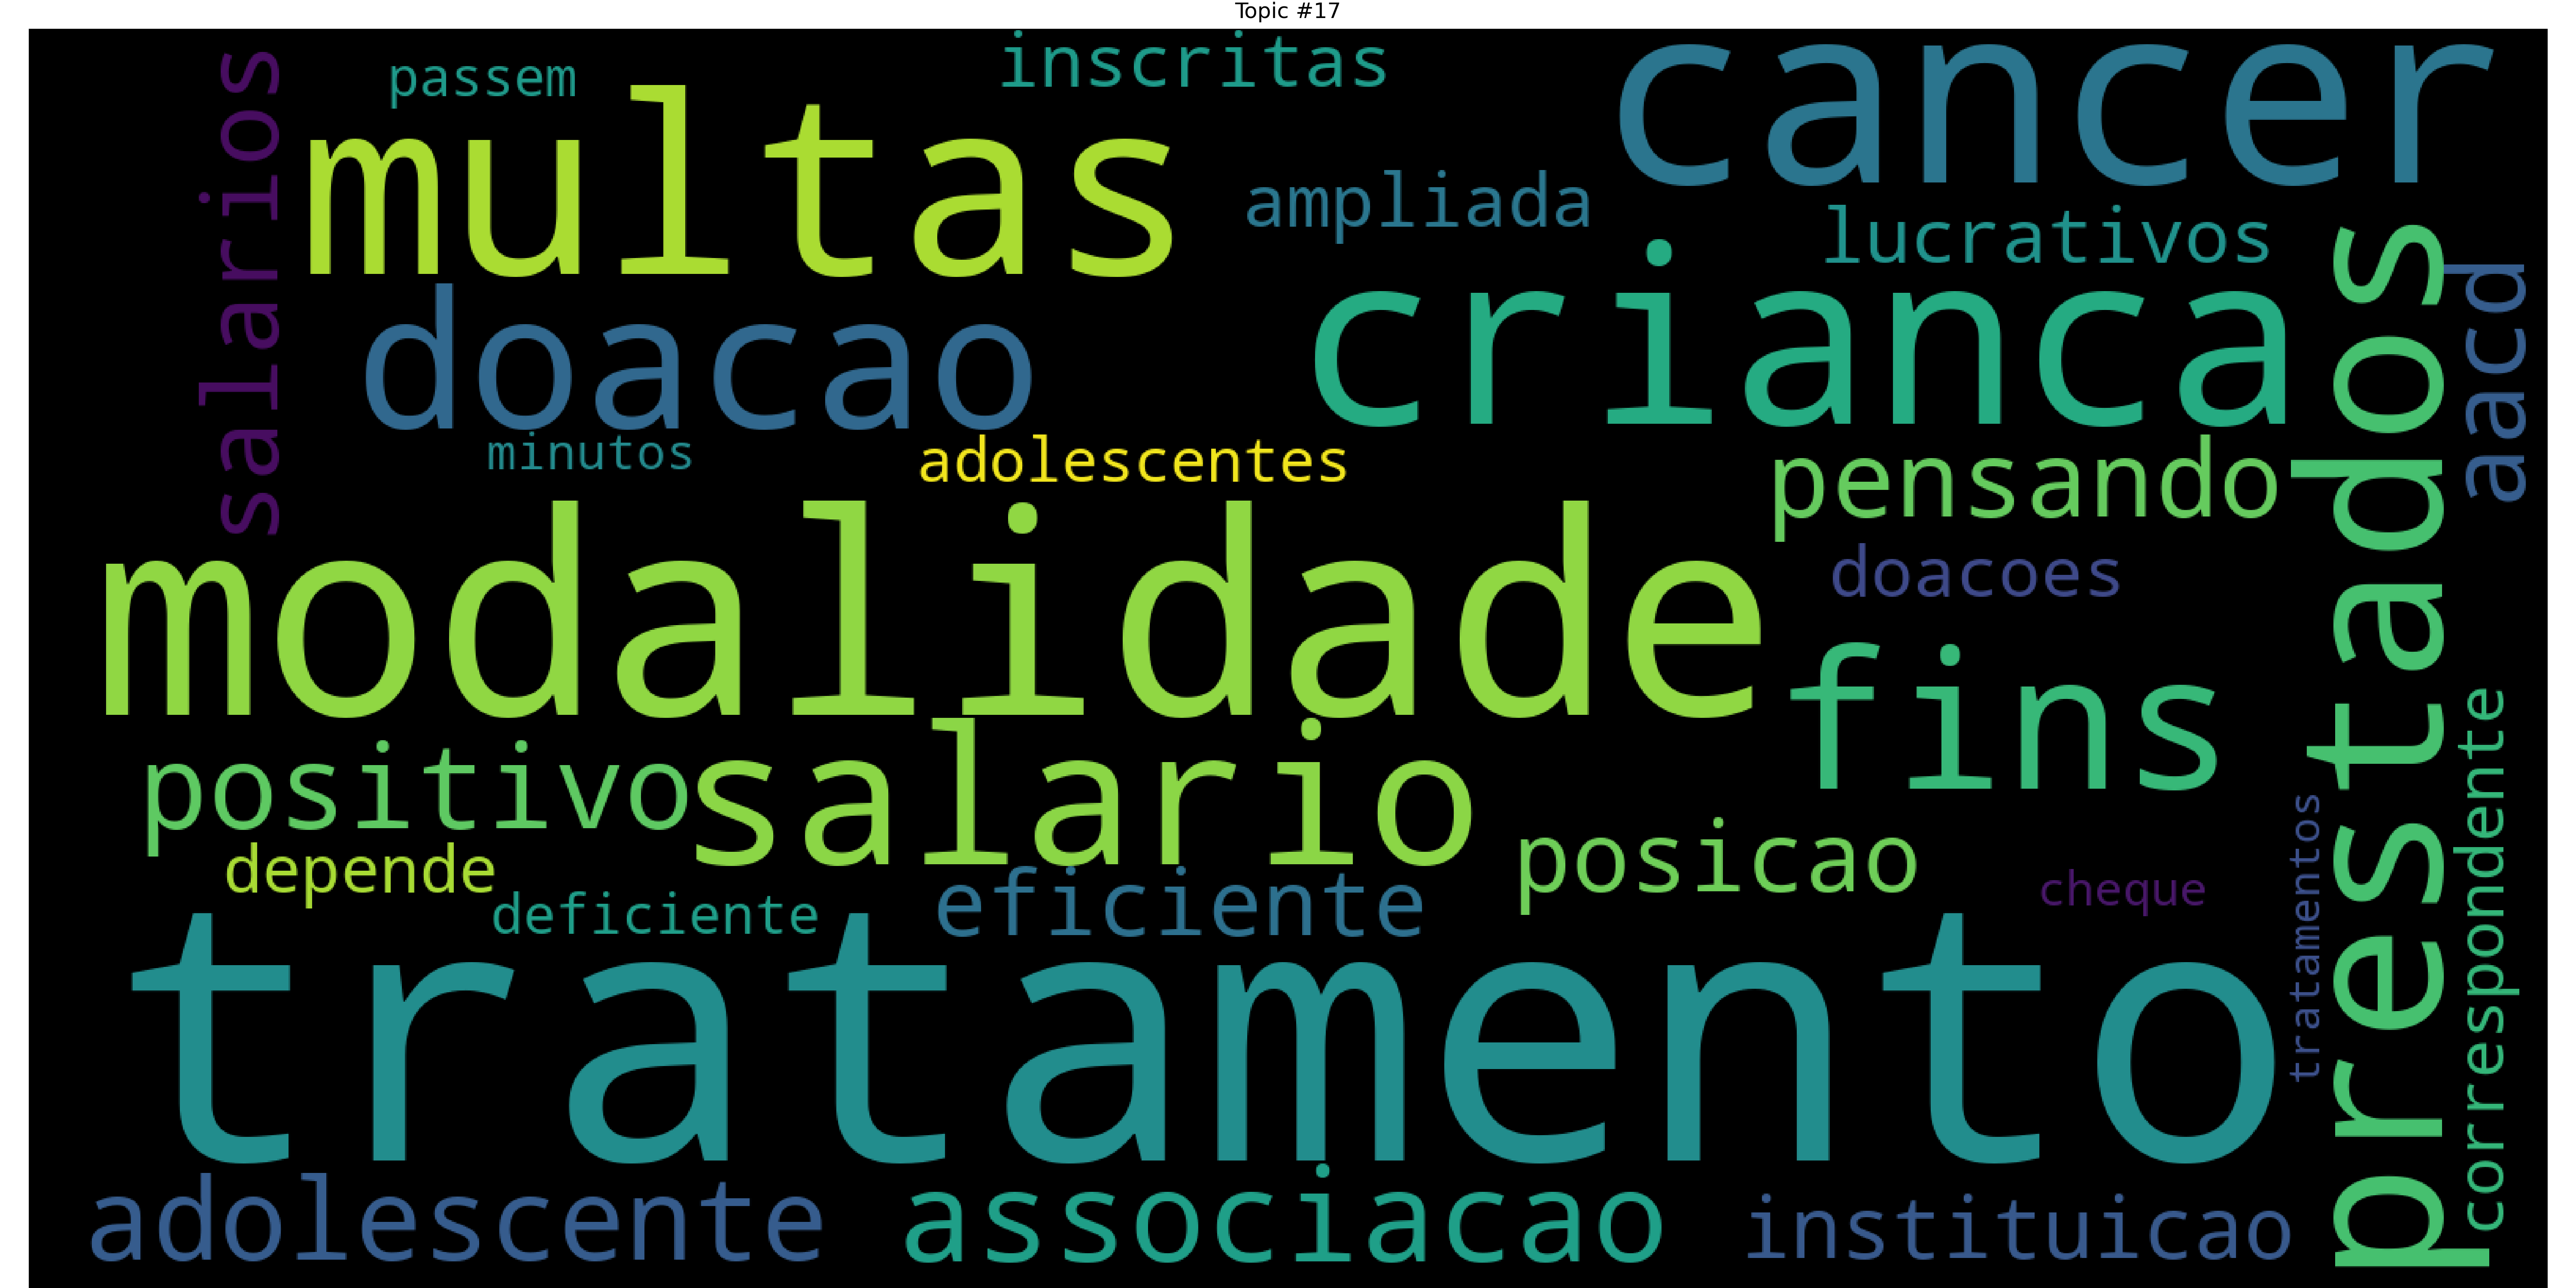 Topic #17
salarios
passem
inscritas
cancer
multas
ampiada
lucrativos
aacd
doacao
crianca
prestados
minutos
adolescentes
pensando
modalidade
doacoes
fins
positivo
salario
posicao
correspondente
depende
deficiente
eficiente
cheque
tratamentos
tratamento
adolescente
associacao
instituicao